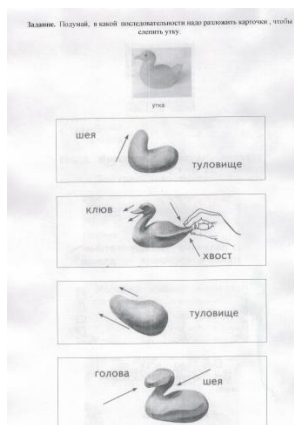 Задание. Подумай, в какой последовательности надо разложить карточки , чтобы
слепить утку.
утка
шея
туловище
клюв
хвост
туловище
голова
шея